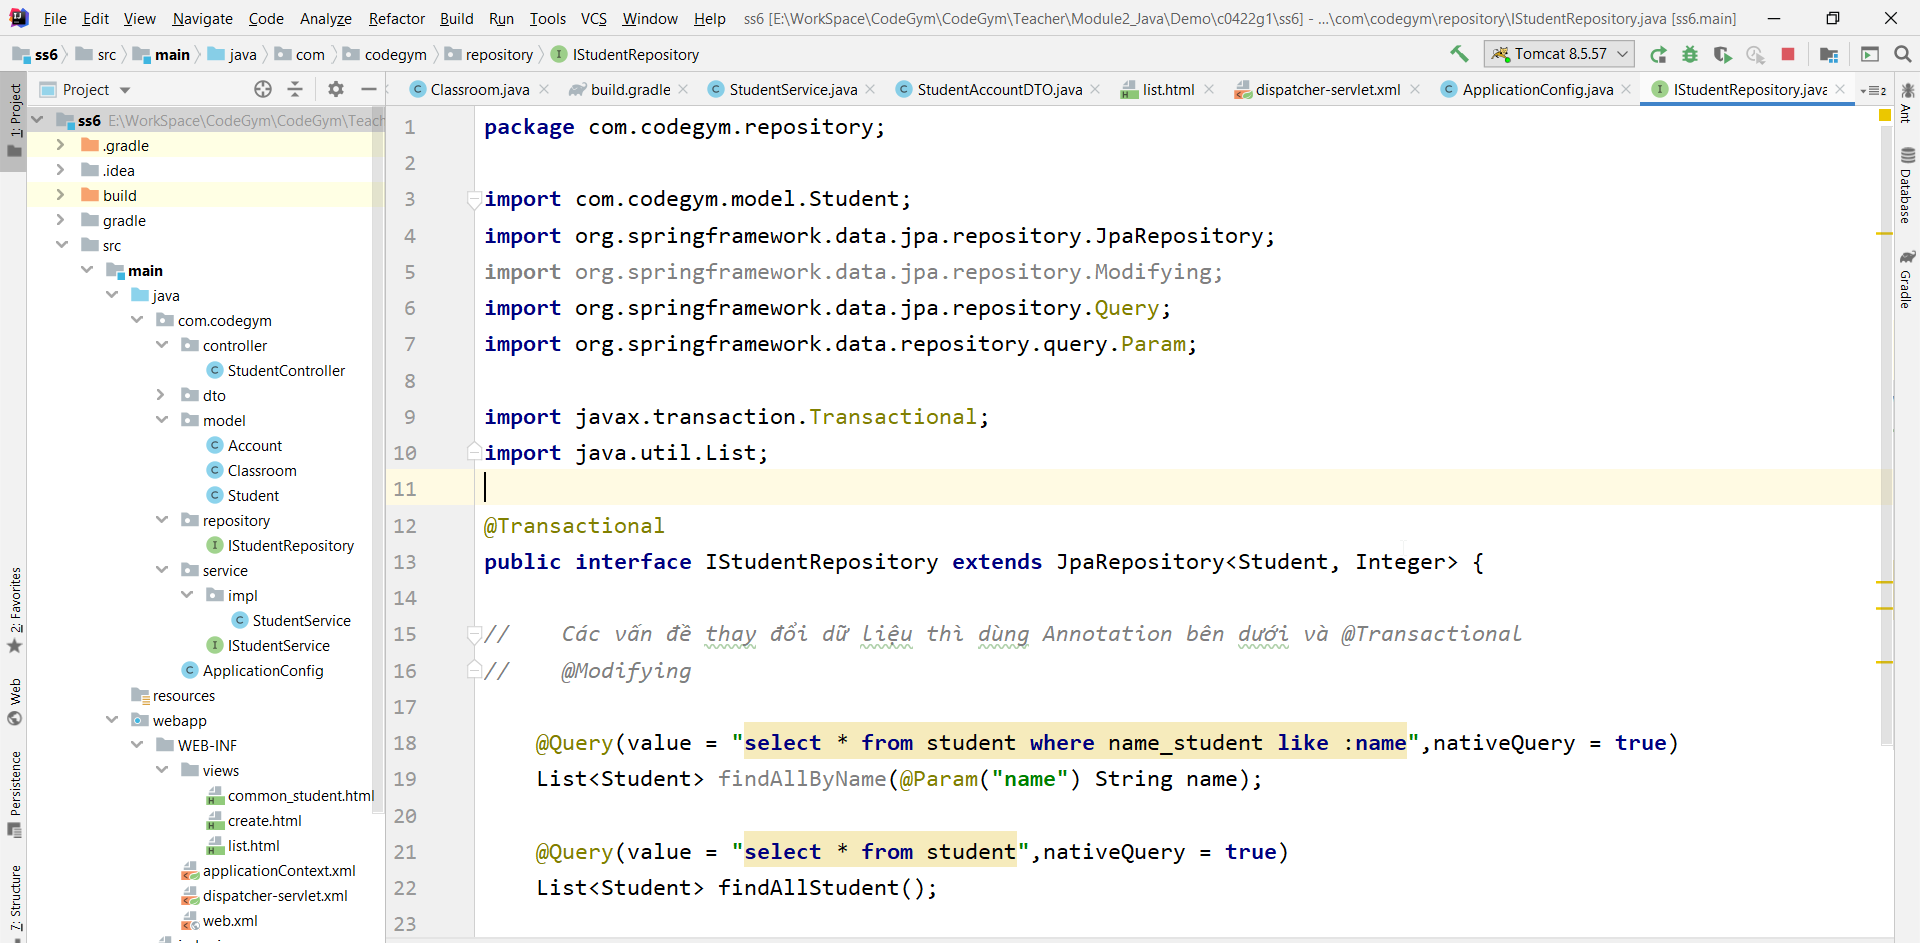 File Edit View Navigate Code Analyze Refactor Build Run Tools VCS Window Help ss6 [E:\WorkSpace\CodeGym\CodeGym\Teacher\Module2_Java\Demo\c0422g1\ss6] - ...\com\codegym\repository\IStudentRepository.java [ss6.main]
ss6 src main java com codegym repository IStudentRepository Tomcat 8.5.57
Project Classroom.java build.gradle StudentService.java StudentAccountDTO.java list.html dispatcher-servlet.xml ApplicationConfig.java IStudentRepository.java 2
1: Project
2: Favorites
Web
Persistence
7: Structure
ss6 E:\WorkSpace\CodeGym\CodeGym\Teach
.gradle
.idea
build
gradle
src
main
java
com.codegym
controller
StudentController
dto
model
Account
Classroom
Student
repository
IStudentRepository
service
impl
StudentService
IStudentService
ApplicationConfig
resources
webapp
WEB-INF
views
common_student.html
create.html
list.html
applicationContext.xml
dispatcher-servlet.xml
web.xml
1 package com.codegym.repository;
2
3 import com.codegym.model.Student;
4 import org.springframework.data.jpa.repository.JpaRepository;
5 import org.springframework.data.jpa.repository.Modifying;
6 import org.springframework.data.jpa.repository.Query;
7 import org.springframework.data.repository.query.Param;
8
9 import javax.transaction.Transactional;
10 import java.util.List;
11
12 @Transactional
13 public interface IStudentRepository extends JpaRepository<Student, Integer> {
14
15 // Các vấn đề thay đổi dữ liệu thì dùng Annotation bên dưới và @Transactional
16 // @Modifying
17
18 @Query(value = "select * from student where name_student like :name",nativeQuery = true)
19 List<Student> findAllByName(@Param("name") String name);
20
21 @Query(value = "select * from student",nativeQuery = true)
22 List<Student> findAllStudent();
23
Ant
Database
Gradle